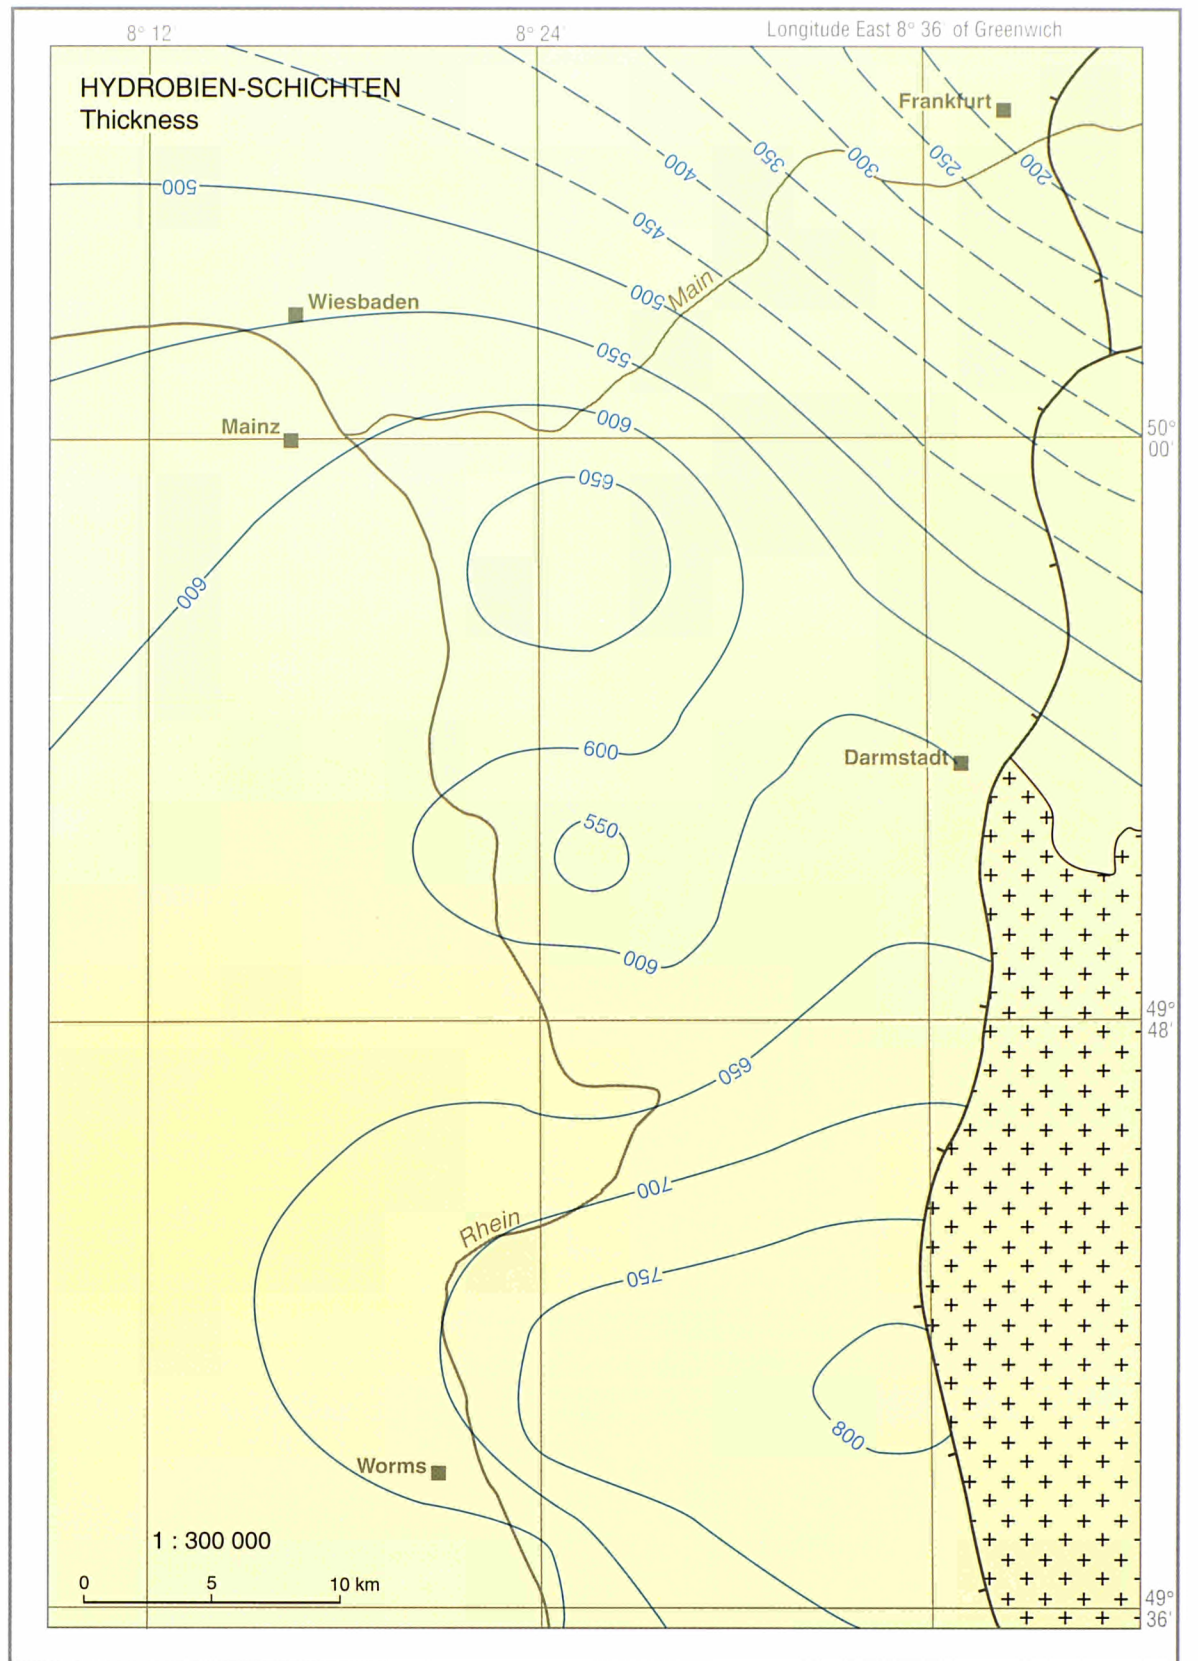 8° 12
8° 24'
Longitude East 8° 36' of Greenwich
HYDROBIEN-SCHICHTEN
Thickness
Frankfurt
200
250
300
350
400
450
500
500
Main
Wiesbaden
550
600
Mainz
50°
00'
650
600
600
Darmstadt
550
600
49°
48'
650
700
Rhein
750
800
Worms
1 : 300 000
0 5 10 km
49°
36'